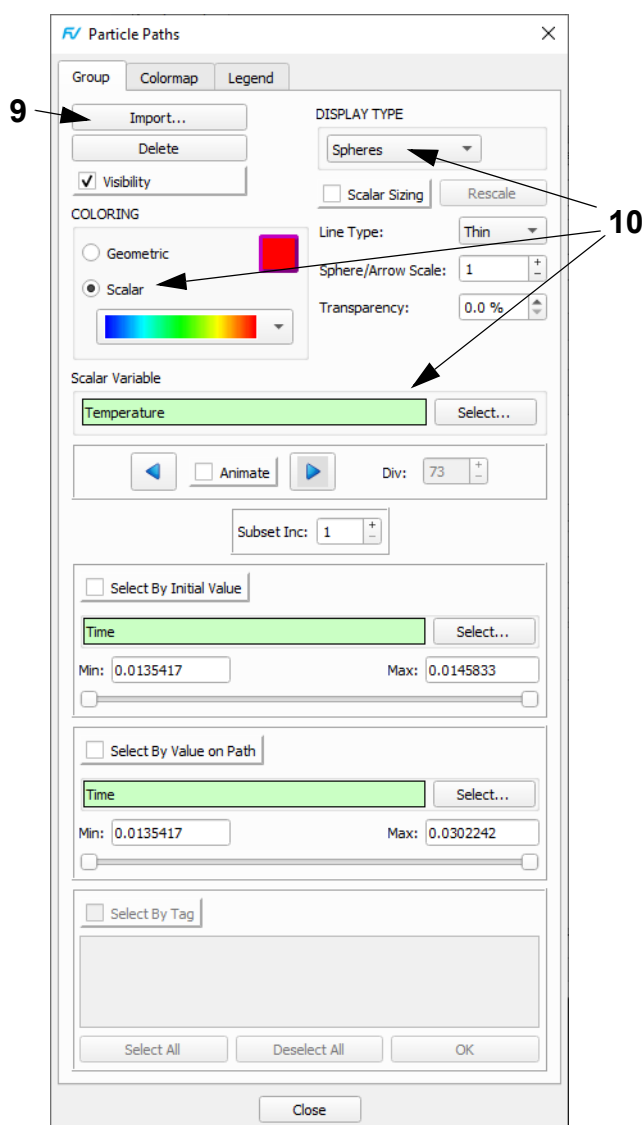 FV Particle Paths
Group Colormap Legend
9
Import...
Delete
Visibility
DISPLAY TYPE
Spheres
Scalar Sizing Rescale
10
COLORING
Geometric
Scalar
Line Type: Thin
Sphere/Arrow Scale: 1
Transparency: 0.0 %
Scalar Variable
Temperature Select...
Animate Div: 73
Subset Inc: 1
Select By Initial Value
Time Select...
Min: 0.0135417 Max: 0.0145833
Select By Value on Path
Time Select...
Min: 0.0135417 Max: 0.0302242
Select By Tag
Select All Deselect All OK
Close